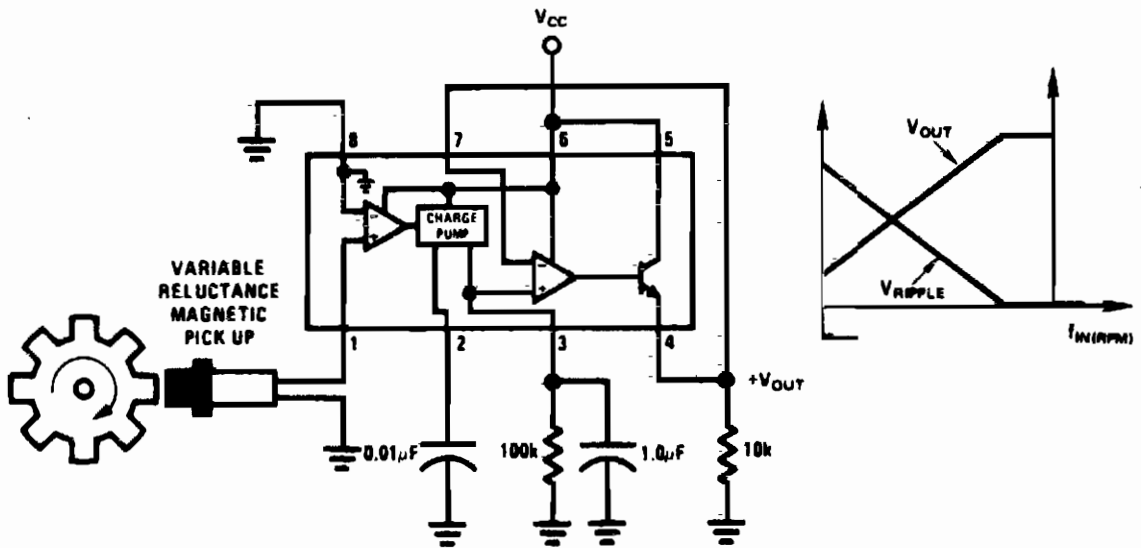 VCC
8
7
6
5
CHARGE
PUMP
-
+
-
+
VARIABLE
RELUCTANCE
MAGNETIC
PICK UP
1
2
3
4
+VOUT
0.01μF
100k
1.0μF
10k
VOUT
VRIPPLE
fIN(RPM)